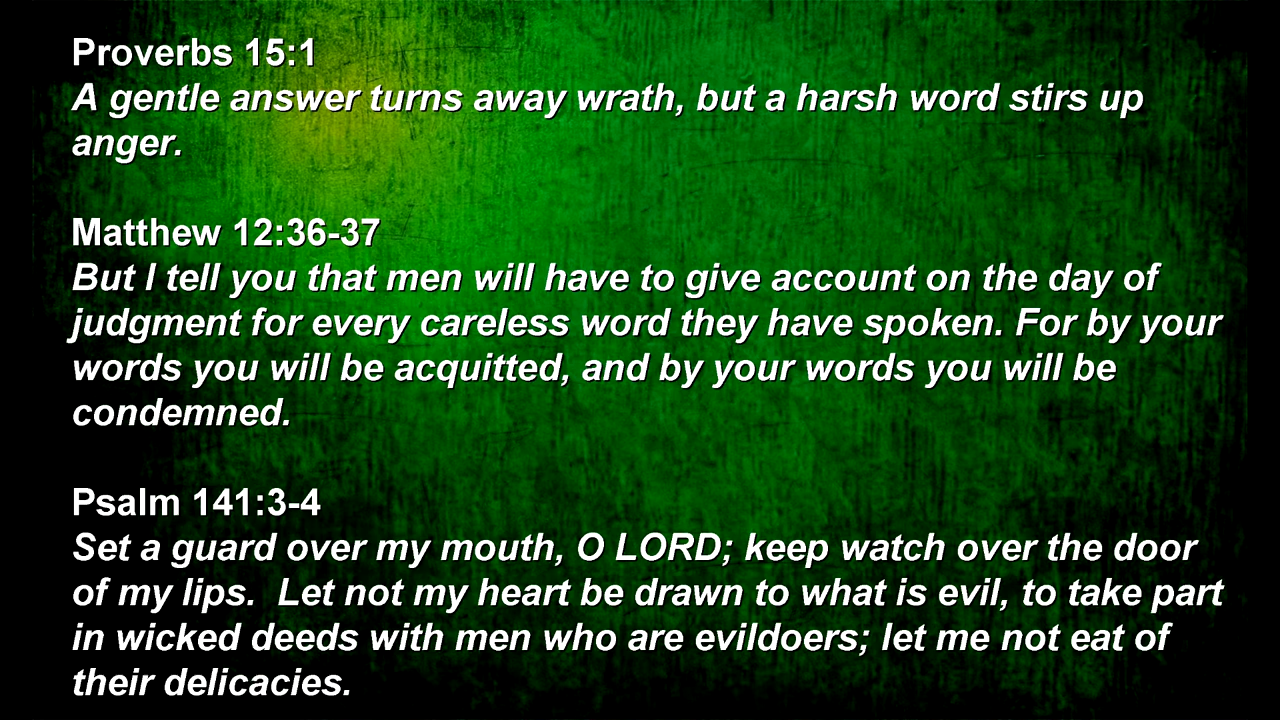 Proverbs 15:1
A gentle answer turns away wrath, but a harsh word stirs up
anger.
Matthew 12:36-37
But I tell you that men will have to give account on the day of
judgment for every careless word they have spoken. For by your
words you will be acquitted, and by your words you will be
condemned.
Psalm 141:3-4
Set a guard over my mouth, O LORD; keep watch over the door
of my lips.  Let not my heart be drawn to what is evil, to take part
in wicked deeds with men who are evildoers; let me not eat of
their delicacies.